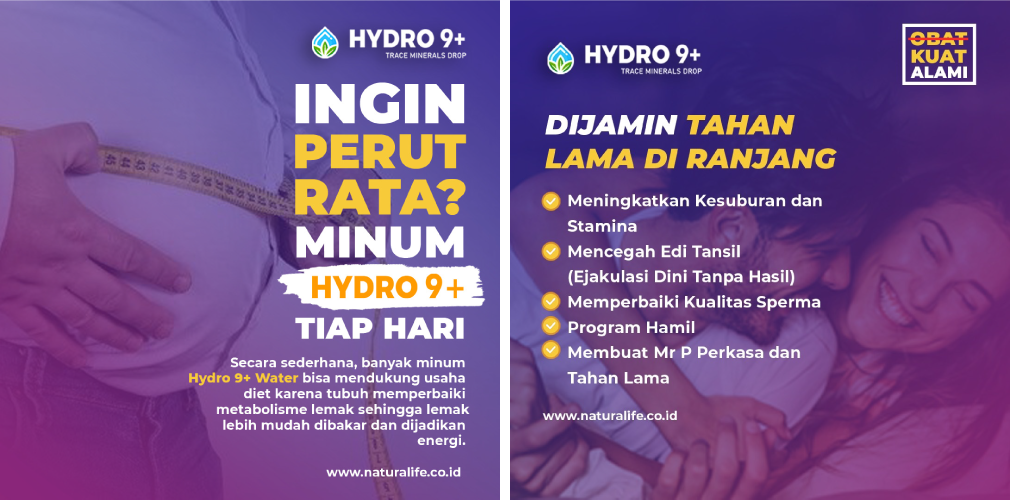 HYDRO 9+
TRACE MINERALS DROP
INGIN
PERUT
RATA?
MINUM
HYDRO 9+
TIAP HARI
Secara sederhana, banyak minum
Hydro 9+ Water bisa mendukung usaha
diet karena tubuh memperbaiki
metabolisme lemak sehingga lemak
lebih mudah dibakar dan dijadikan
energi.
www.naturalife.co.id
HYDRO 9+
TRACE MINERALS DROP
OBAT
KUAT
ALAMI
DIJAMIN TAHAN
LAMA DI RANJANG
Meningkatkan Kesuburan dan
Stamina
Mencegah Edi Tansil
(Ejakulasi Dini Tanpa Hasil)
Memperbaiki Kualitas Sperma
Program Hamil
Membuat Mr P Perkasa dan
Tahan Lama
www.naturalife.co.id